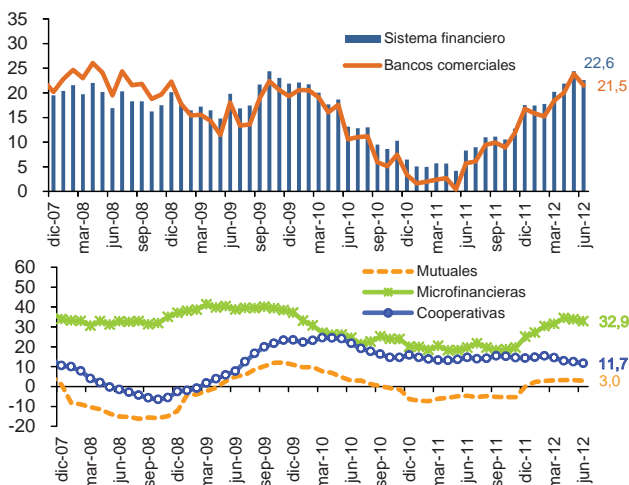 35
30
25
20
15
10
5
0
Sistema financiero
Bancos comerciales
22,6
21,5
dic-07
mar-08
jun-08
sep-08
dic-08
mar-09
jun-09
sep-09
dic-09
mar-10
jun-10
sep-10
dic-10
mar-11
jun-11
sep-11
dic-11
mar-12
jun-12
60
50
40
30
20
10
0
-10
-20
Mutuales
Microfinancieras
Cooperativas
32,9
11,7
3,0
dic-07
mar-08
jun-08
sep-08
dic-08
mar-09
jun-09
sep-09
dic-09
mar-10
jun-10
sep-10
dic-10
mar-11
jun-11
sep-11
dic-11
mar-12
jun-12